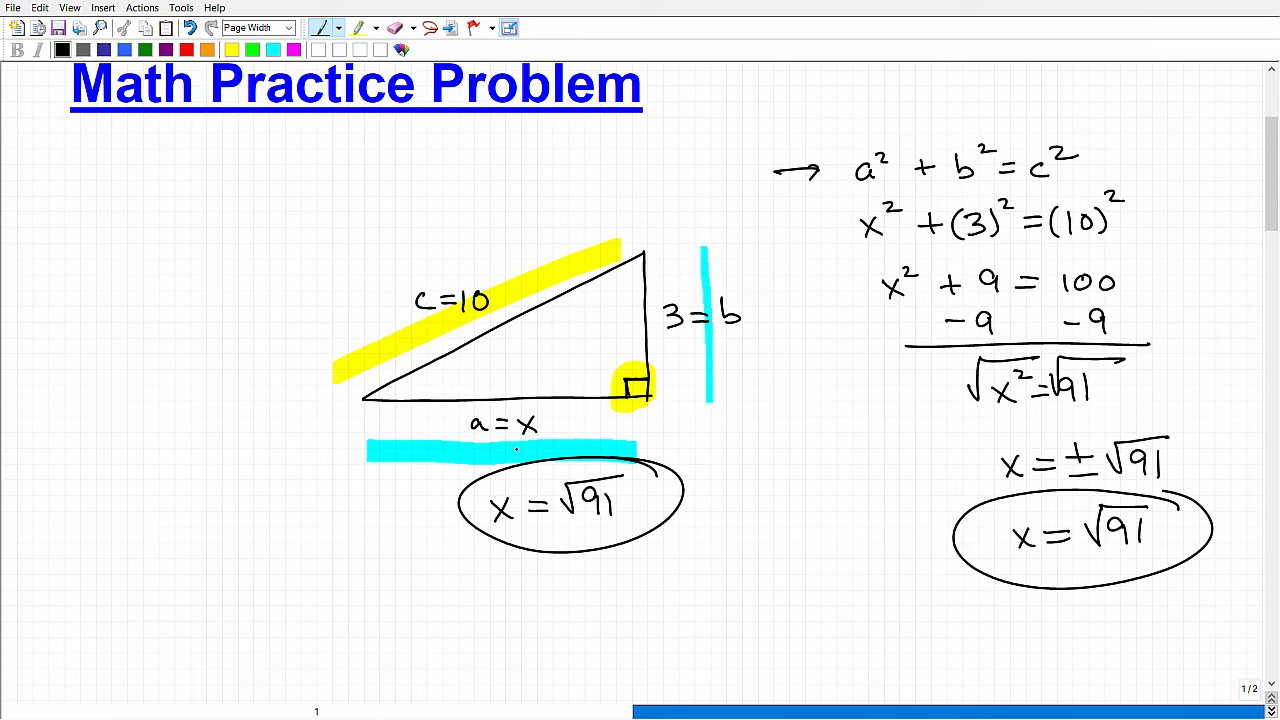 File Edit View Insert Actions Tools Help
Page Width
B I
Math Practice Problem
→ a² + b² = c²
x² + (3)² = (10)²
x² + 9 = 100
-9 -9
√x² = √91
x = ± √91
x = √91
c = 10
3 = b
a = x
x = √91
1/2
1